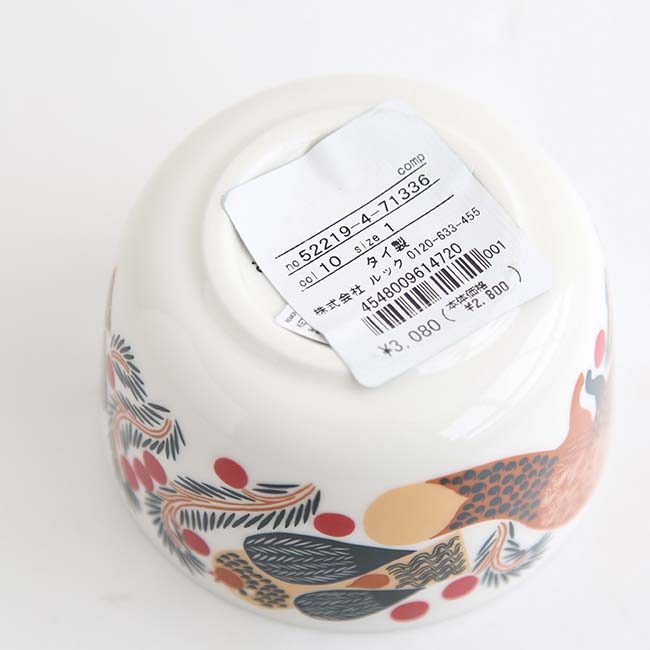 comp
no 52219-4-71336
col 10 size 1
タイ製
株式会社 ルック 0120-633-455
4548009614720
001
¥3,080(本体価格 ¥2,800)